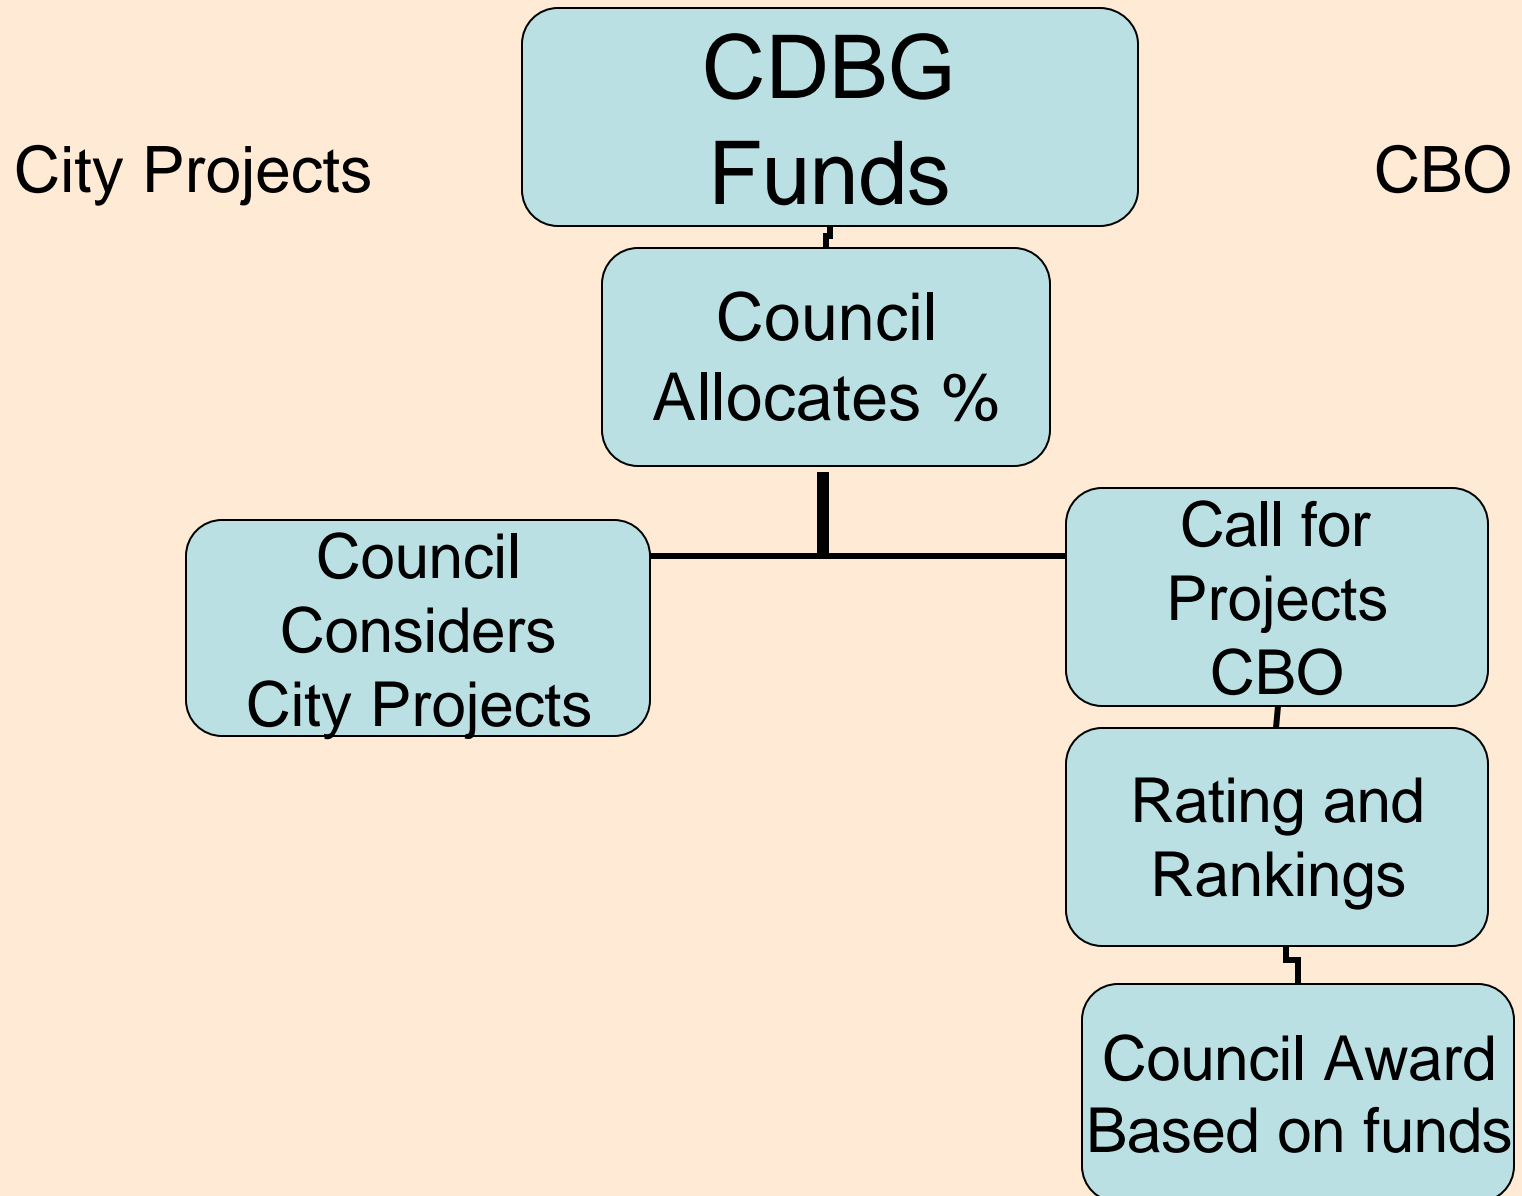 CDBG
Funds
City Projects
CBO
Council
Allocates %
Council
Considers
City Projects
Call for
Projects
CBO
Rating and
Rankings
Council Award
Based on funds